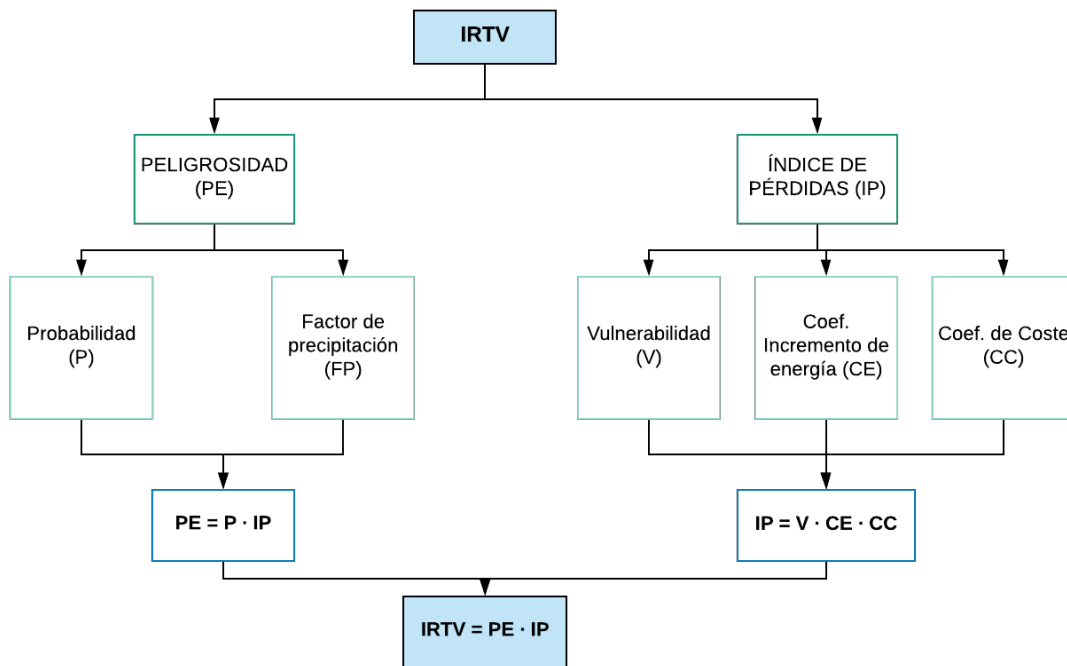 IRTV
PELIGROSIDAD
(PE)
ÍNDICE DE
PÉRDIDAS (IP)
Probabilidad
(P)
Factor de
precipitación
(FP)
Vulnerabilidad
(V)
Coef.
Incremento de
energía (CE)
Coef. de Coste
(CC)
PE = P · IP
IP = V · CE · CC
IRTV = PE · IP